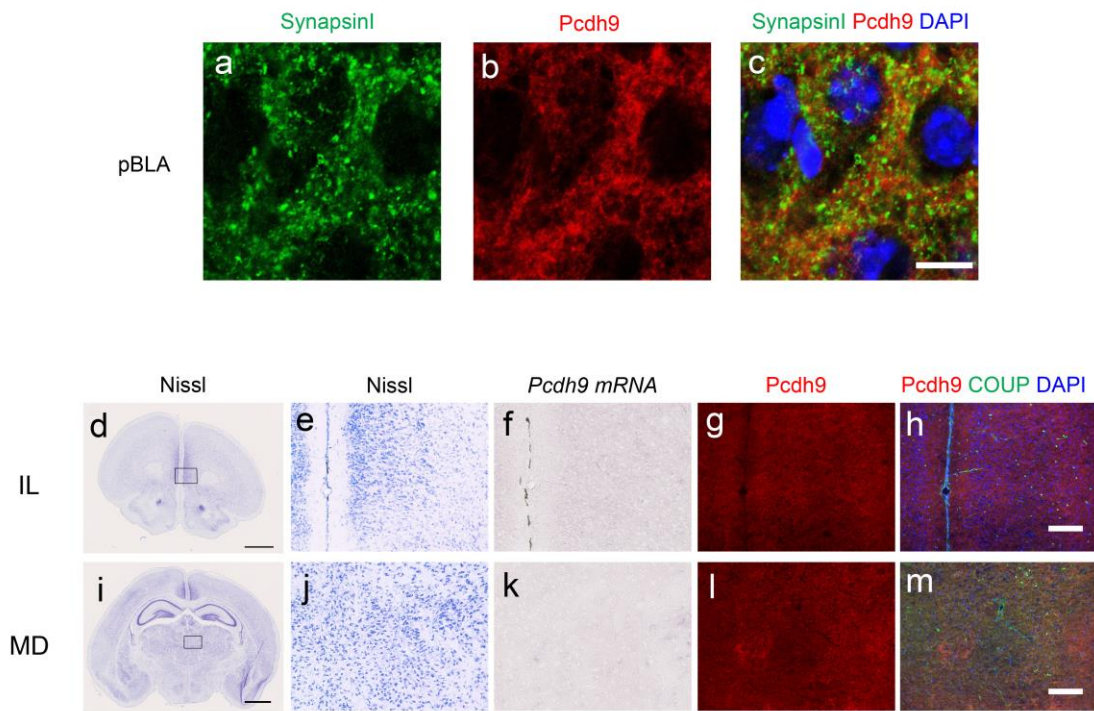 SynapsinI Pcdh9 SynapsinI Pcdh9 DAPI
a b c
pBLA
Nissl Nissl Pcdh9 mRNA Pcdh9 Pcdh9 COUP DAPI
d e f g h
IL
i j k l m
MD